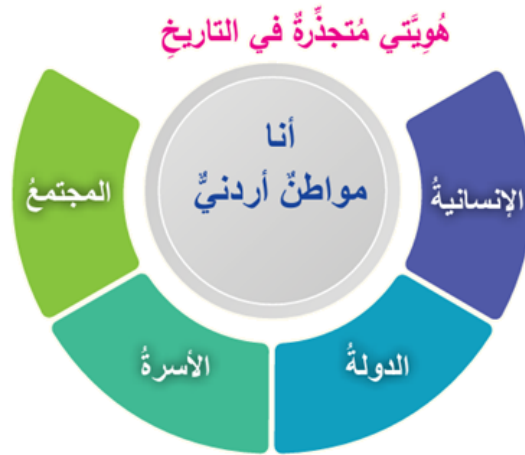 هُوِيَّتي مُتجذِّرةٌ في التاريخِ
أنا
مواطنٌ أردنيٌّ
الإنسانيةُ
الدولةُ
الأسرةُ
المجتمعُ